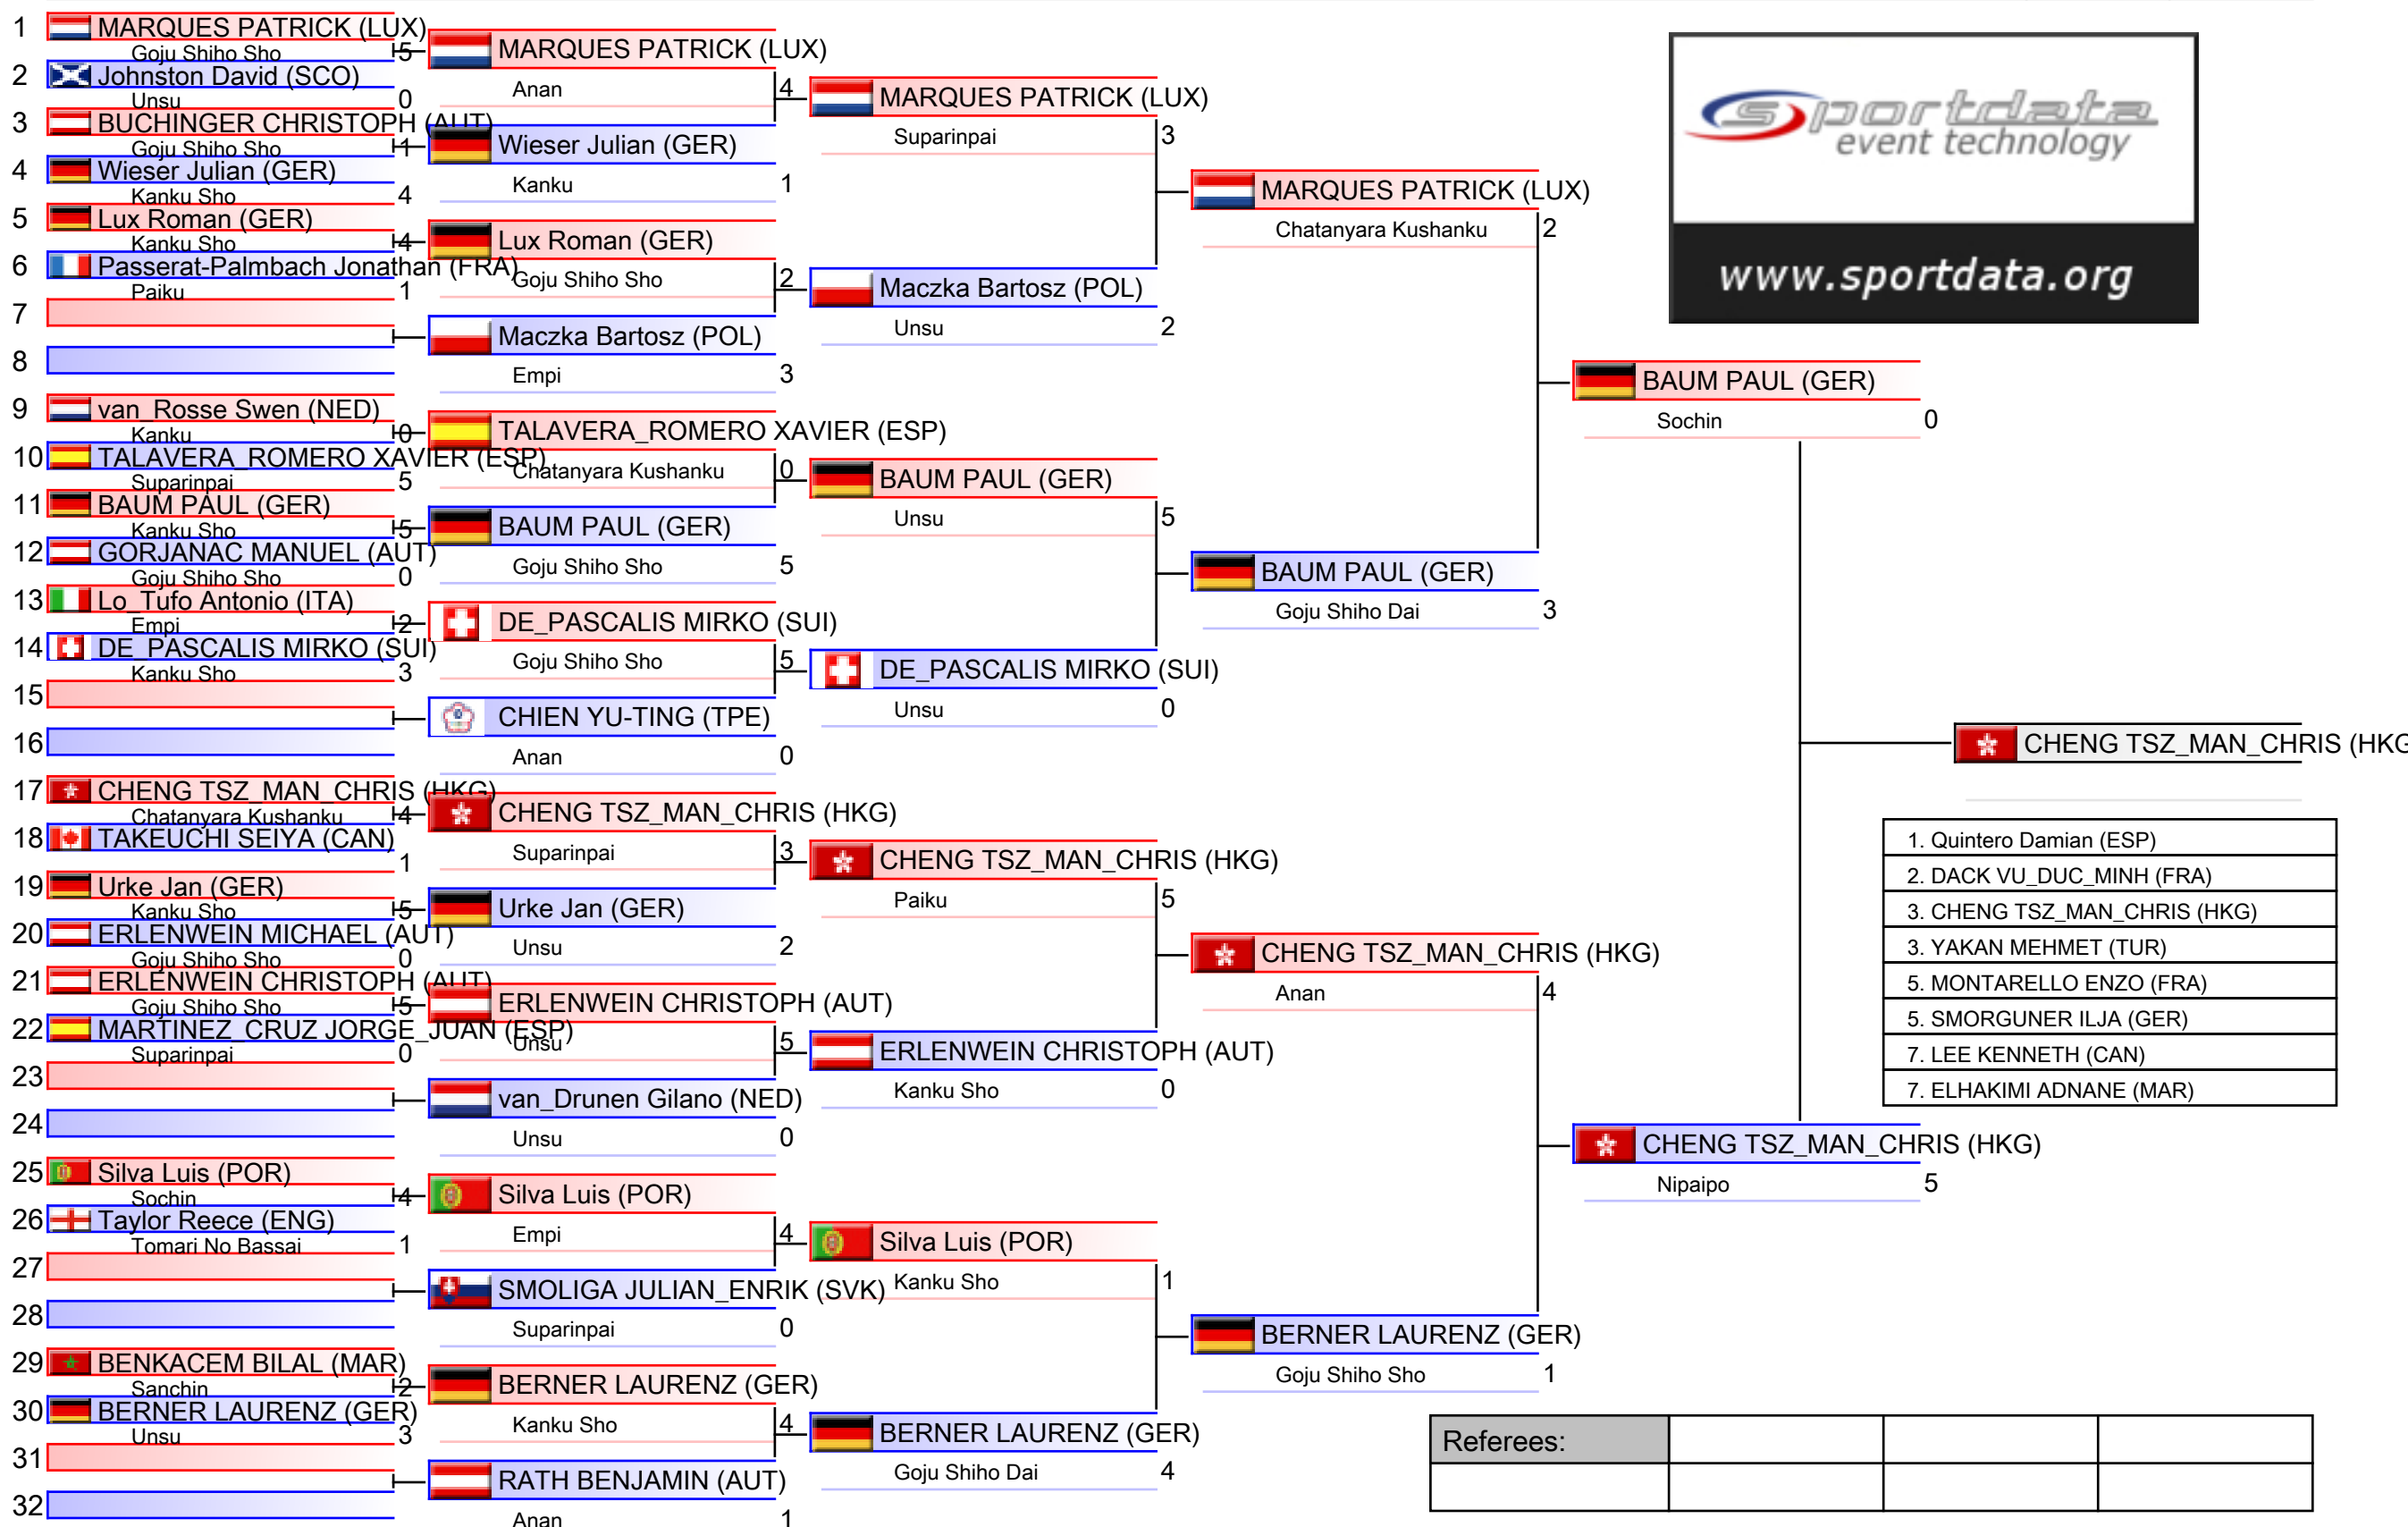 1 MARQUES PATRICK (LUX)
Goju Shiho Sho 5
2 Johnston David (SCO)
Unsu 0
3 BUCHINGER CHRISTOPH (AUT)
Goju Shiho Sho 1
4 Wieser Julian (GER)
Kanku Sho 4
5 Lux Roman (GER)
Kanku Sho 4
6 Passerat-Palmbach Jonathan (FRA)
Paiku 1
7
8
9 van_Rosse Swen (NED)
Kanku 0
10 TALAVERA_ROMERO XAVIER (ESP)
Suparinpai 5
11 BAUM PAUL (GER)
Kanku Sho 5
12 GORJANAC MANUEL (AUT)
Goju Shiho Sho 0
13 Lo_Tufo Antonio (ITA)
Empi 2
14 DE_PASCALIS MIRKO (SUI)
Kanku Sho 3
15
16
17 CHENG TSZ_MAN_CHRIS (HKG)
Chatanyara Kushanku 4
18 TAKEUCHI SEIYA (CAN)
1
19 Urke Jan (GER)
Kanku Sho 5
20 ERLENWEIN MICHAEL (AUT)
Goju Shiho Sho 0
21 ERLENWEIN CHRISTOPH (AUT)
Goju Shiho Sho 5
22 MARTINEZ_CRUZ JORGE_JUAN (ESP)
Suparinpai 0
23
24
25 Silva Luis (POR)
Sochin 4
26 Taylor Reece (ENG)
Tomari No Bassai 1
27
28
29 BENKACEM BILAL (MAR)
Sanchin 2
30 BERNER LAURENZ (GER)
Unsu 3
31
32
MARQUES PATRICK (LUX)
Anan 4
Wieser Julian (GER)
Kanku 1
Lux Roman (GER)
Goju Shiho Sho 2
Maczka Bartosz (POL)
Empi 3
TALAVERA_ROMERO XAVIER (ESP)
Chatanyara Kushanku 0
BAUM PAUL (GER)
Goju Shiho Sho 5
DE_PASCALIS MIRKO (SUI)
Goju Shiho Sho 5
CHIEN YU-TING (TPE)
Anan 0
CHENG TSZ_MAN_CHRIS (HKG)
Suparinpai 3
Urke Jan (GER)
Unsu 2
ERLENWEIN CHRISTOPH (AUT)
Unsu 5
van_Drunen Gilano (NED)
Unsu 0
Silva Luis (POR)
Empi 4
SMOLIGA JULIAN_ENRIK (SVK)
Suparinpai 0
BERNER LAURENZ (GER)
Kanku Sho 4
RATH BENJAMIN (AUT)
Anan 1
MARQUES PATRICK (LUX)
Suparinpai 3
Maczka Bartosz (POL)
Unsu 2
BAUM PAUL (GER)
Unsu 5
DE_PASCALIS MIRKO (SUI)
Unsu 0
CHENG TSZ_MAN_CHRIS (HKG)
Paiku 5
ERLENWEIN CHRISTOPH (AUT)
Kanku Sho 0
Silva Luis (POR)
Kanku Sho 1
BERNER LAURENZ (GER)
Goju Shiho Dai 4
MARQUES PATRICK (LUX)
Chatanyara Kushanku 2
BAUM PAUL (GER)
Goju Shiho Dai 3
CHENG TSZ_MAN_CHRIS (HKG)
Anan 4
BERNER LAURENZ (GER)
Goju Shiho Sho 1
BAUM PAUL (GER)
Sochin 0
CHENG TSZ_MAN_CHRIS (HKG)
Nipaipo 5
CHENG TSZ_MAN_CHRIS (HKG
sportdata
event technology
www.sportdata.org
1. Quintero Damian (ESP)
2. DACK VU_DUC_MINH (FRA)
3. CHENG TSZ_MAN_CHRIS (HKG)
3. YAKAN MEHMET (TUR)
5. MONTARELLO ENZO (FRA)
5. SMORGUNER ILJA (GER)
7. LEE KENNETH (CAN)
7. ELHAKIMI ADNANE (MAR)
Referees: